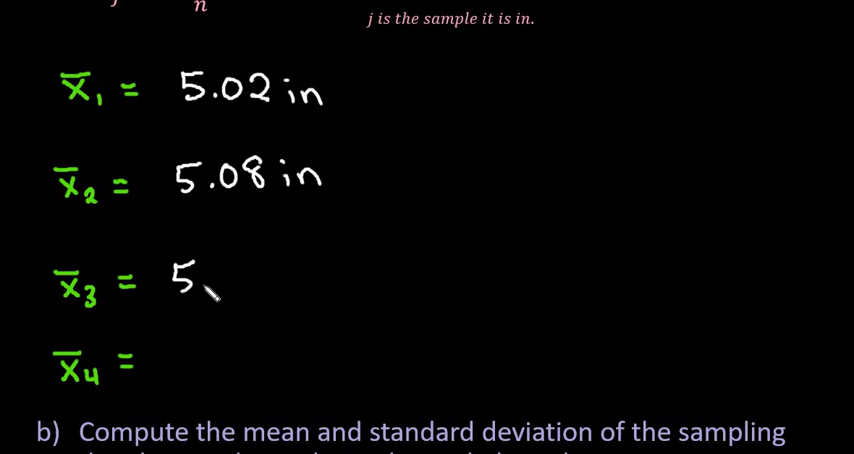 n
j is the sample it is in.
x̄₁ = 5.02 in
x̄₂ = 5.08 in
x̄₃ = 5
x̄₄ =
b) Compute the mean and standard deviation of the sampling